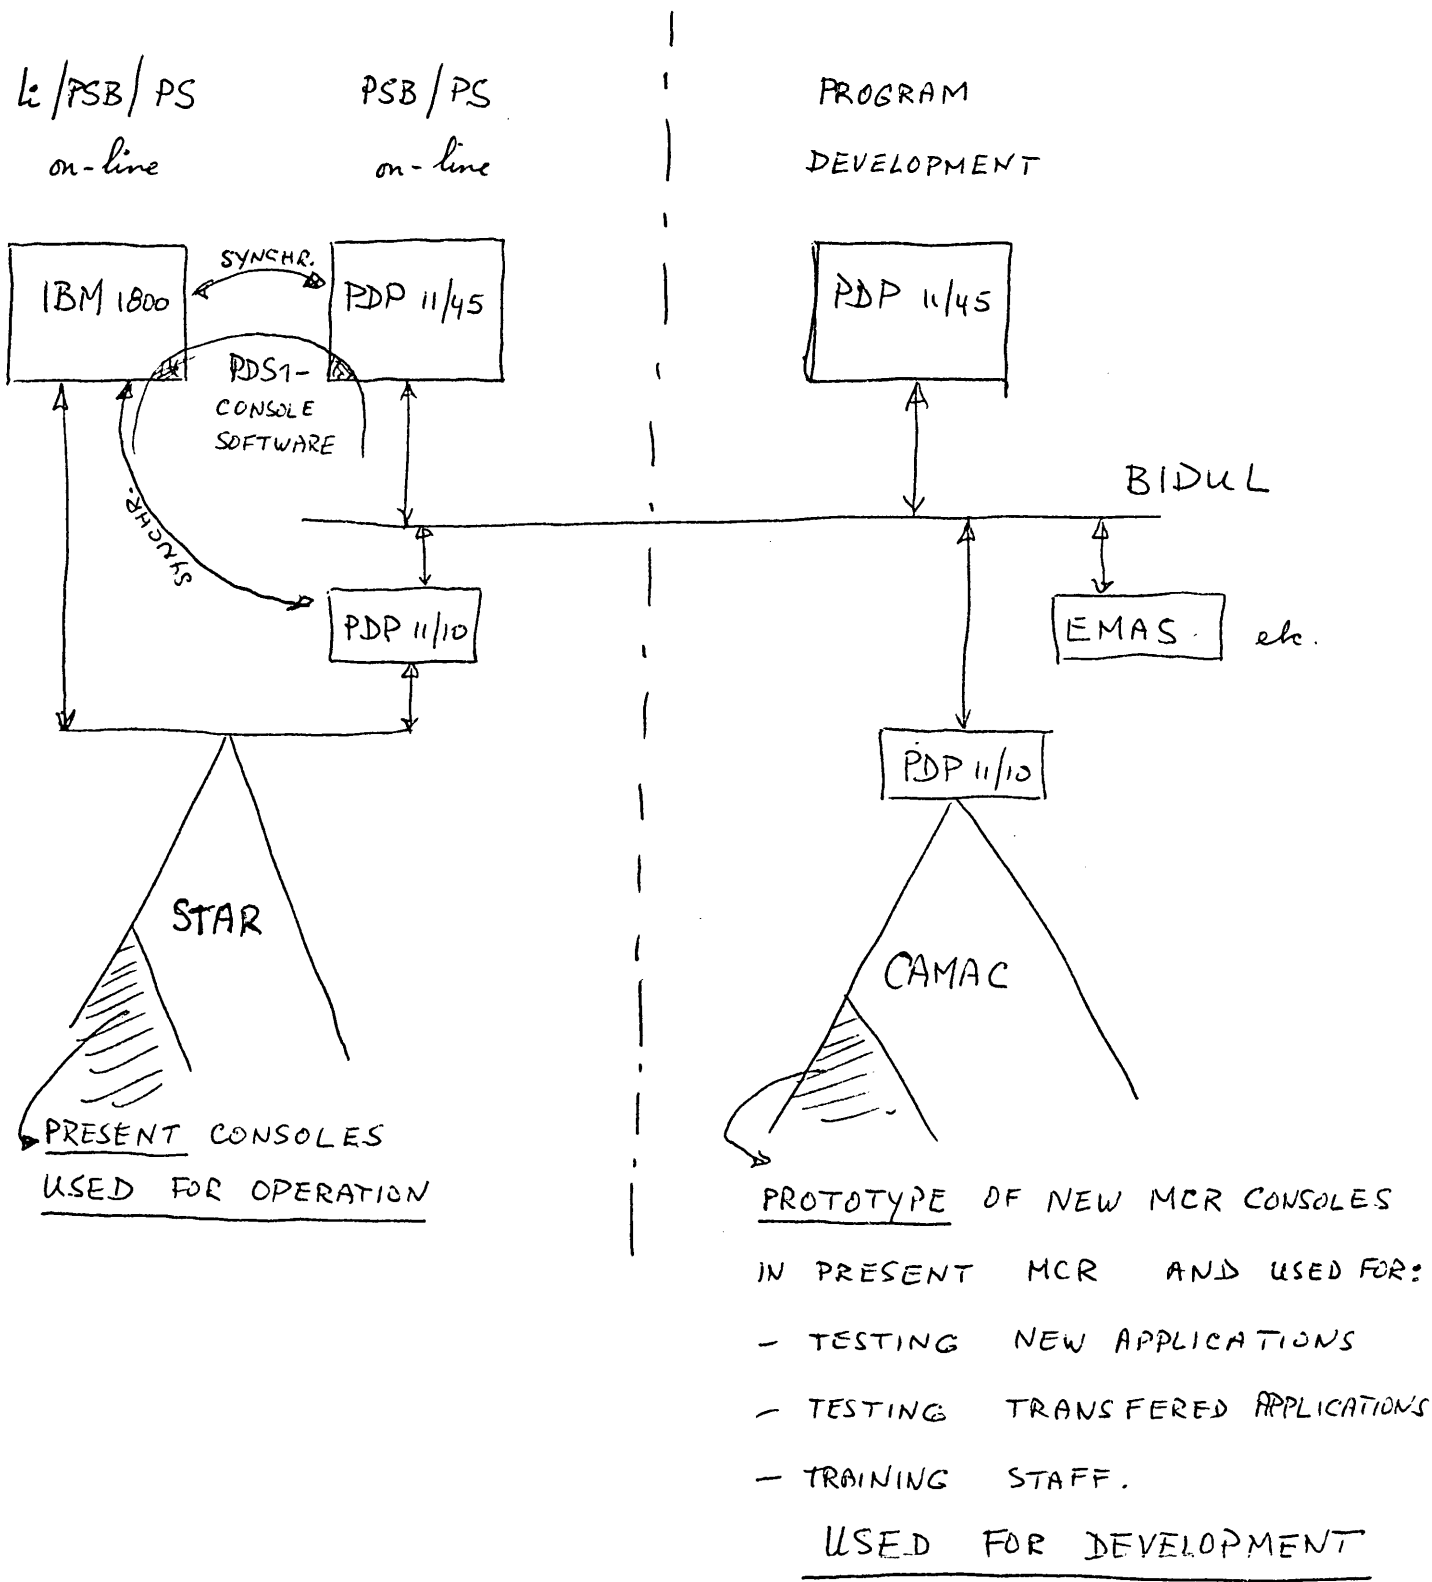 Li/PSB/PS
on-line
PSB/PS
on-line
PROGRAM
DEVELOPMENT
IBM 1800
SYNCHR.
PDP 11/45
PDP 11/45
PDS1-
CONSOLE
SOFTWARE
SYNCHR.
BIDUL
PDP 11/10
EMAS.
etc.
PDP 11/10
STAR
CAMAC
PRESENT CONSOLES
USED FOR OPERATION
PROTOTYPE OF NEW MCR CONSOLES
IN PRESENT MCR AND USED FOR:
- TESTING NEW APPLICATIONS
- TESTING TRANSFERED APPLICATIONS
- TRAINING STAFF.
USED FOR DEVELOPMENT